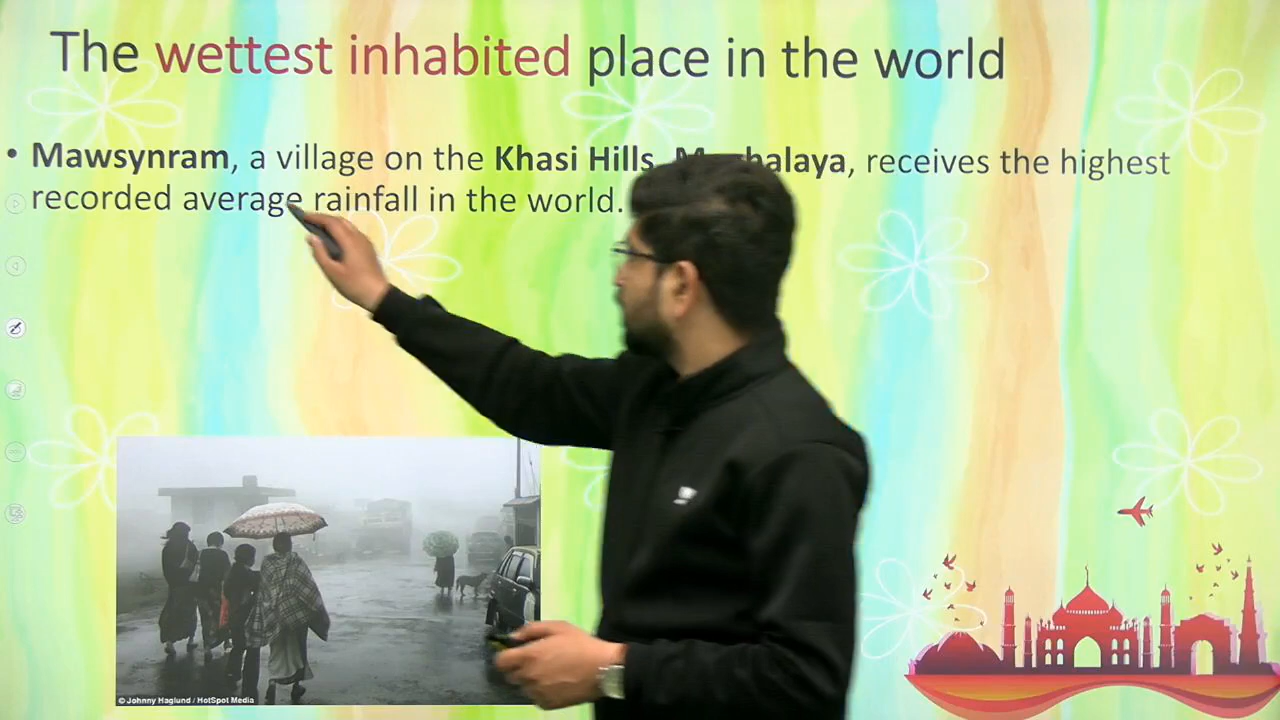 The wettest inhabited place in the world
• Mawsynram, a village on the Khasi Hills, halaya, receives the highest
recorded average rainfall in the world.
© Johnny Haglund / HotSpot Media